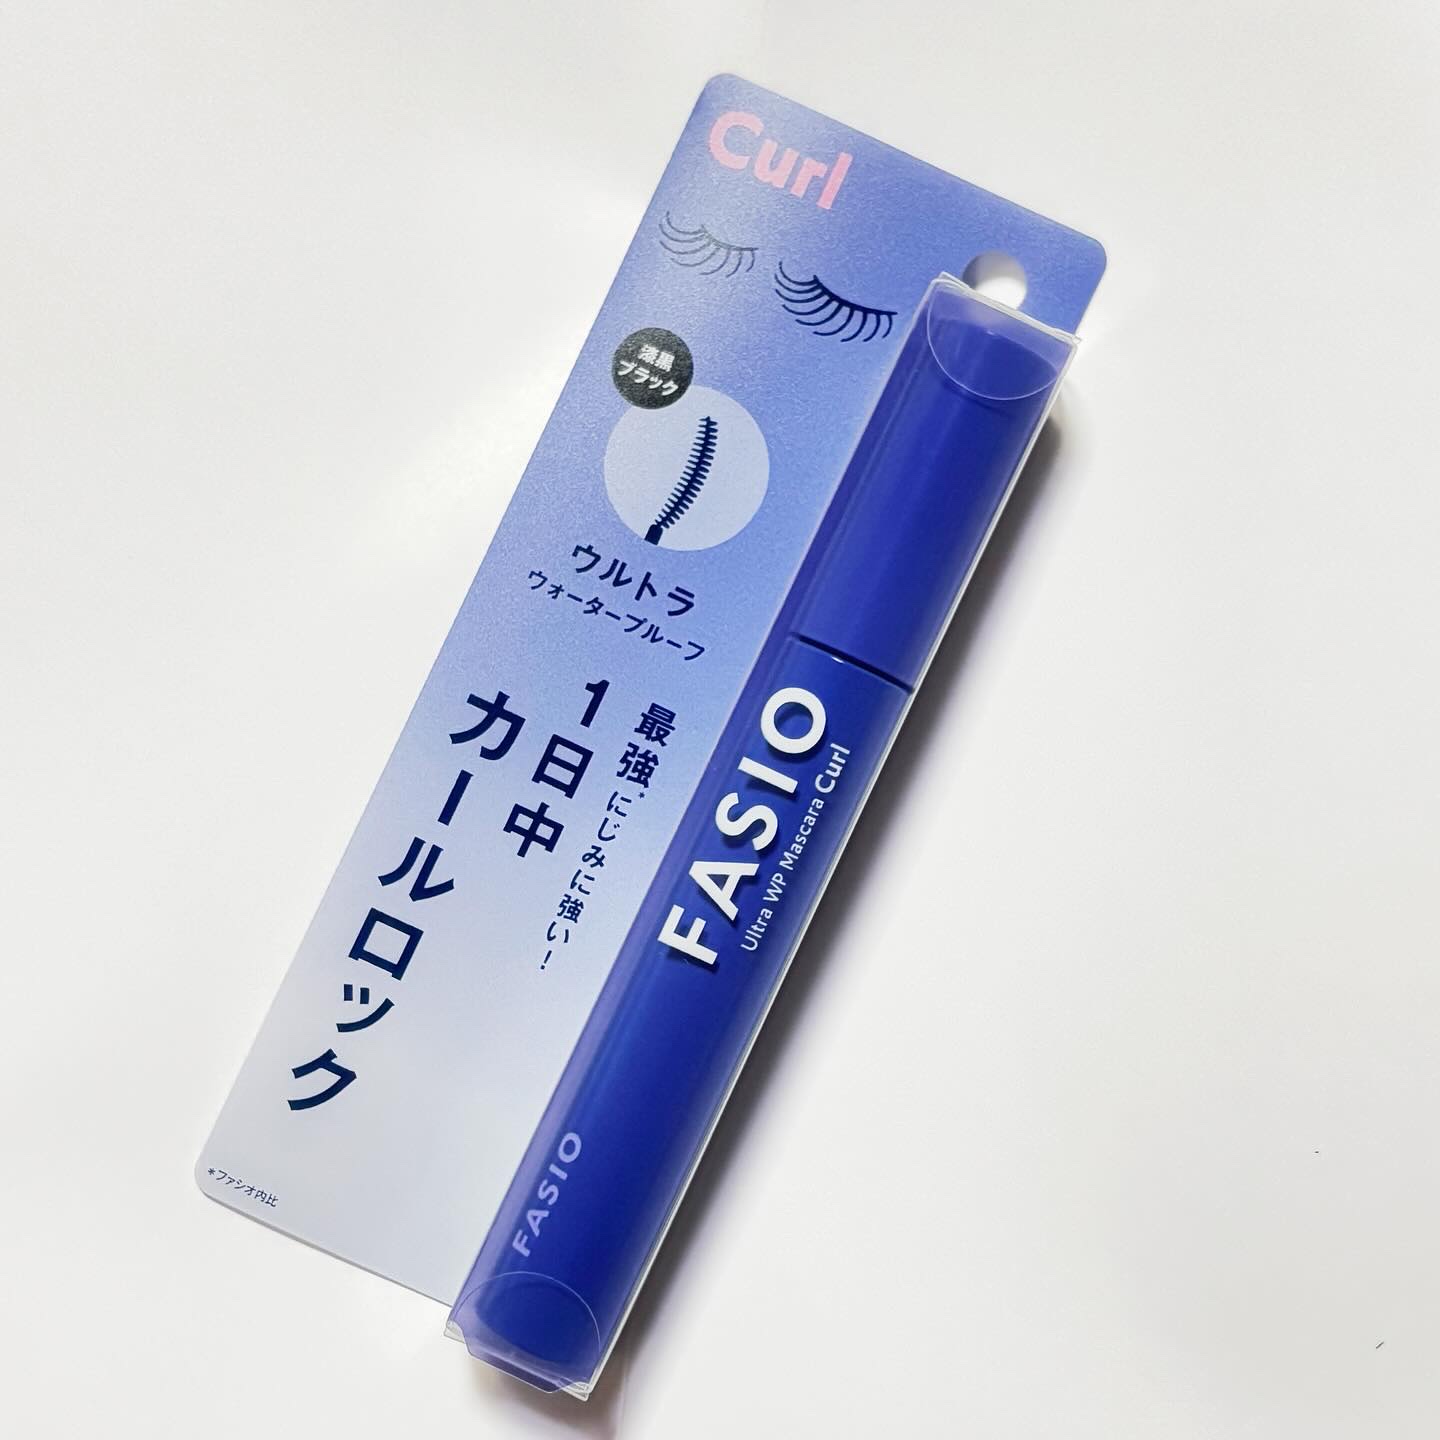 Curl
漆黒
ブラック
ウルトラ
ウォータープルーフ
最強*にじみに強い!
1日中
カールロック
*ファシオ内比
FASIO
Ultra WP Mascara Curl
FASIO